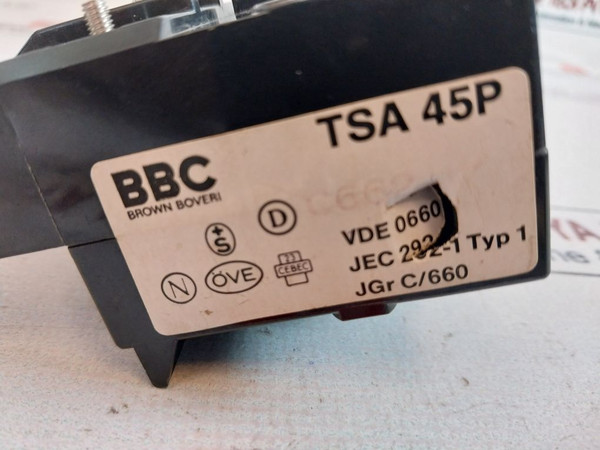 TSA 45P
BBC
BROWN BOVERI
D
S
N
ÖVE
CEBEC
VDE 0660
JEC 292-1 Typ 1
JGr C/660